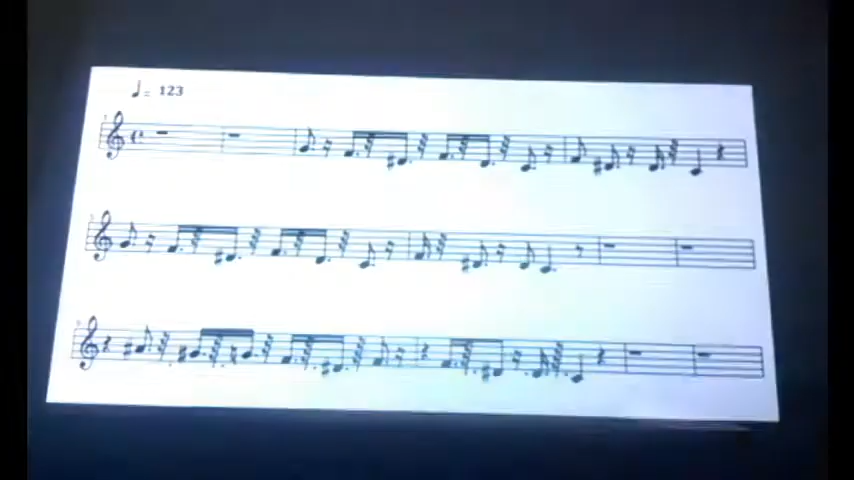 ♩ = 123